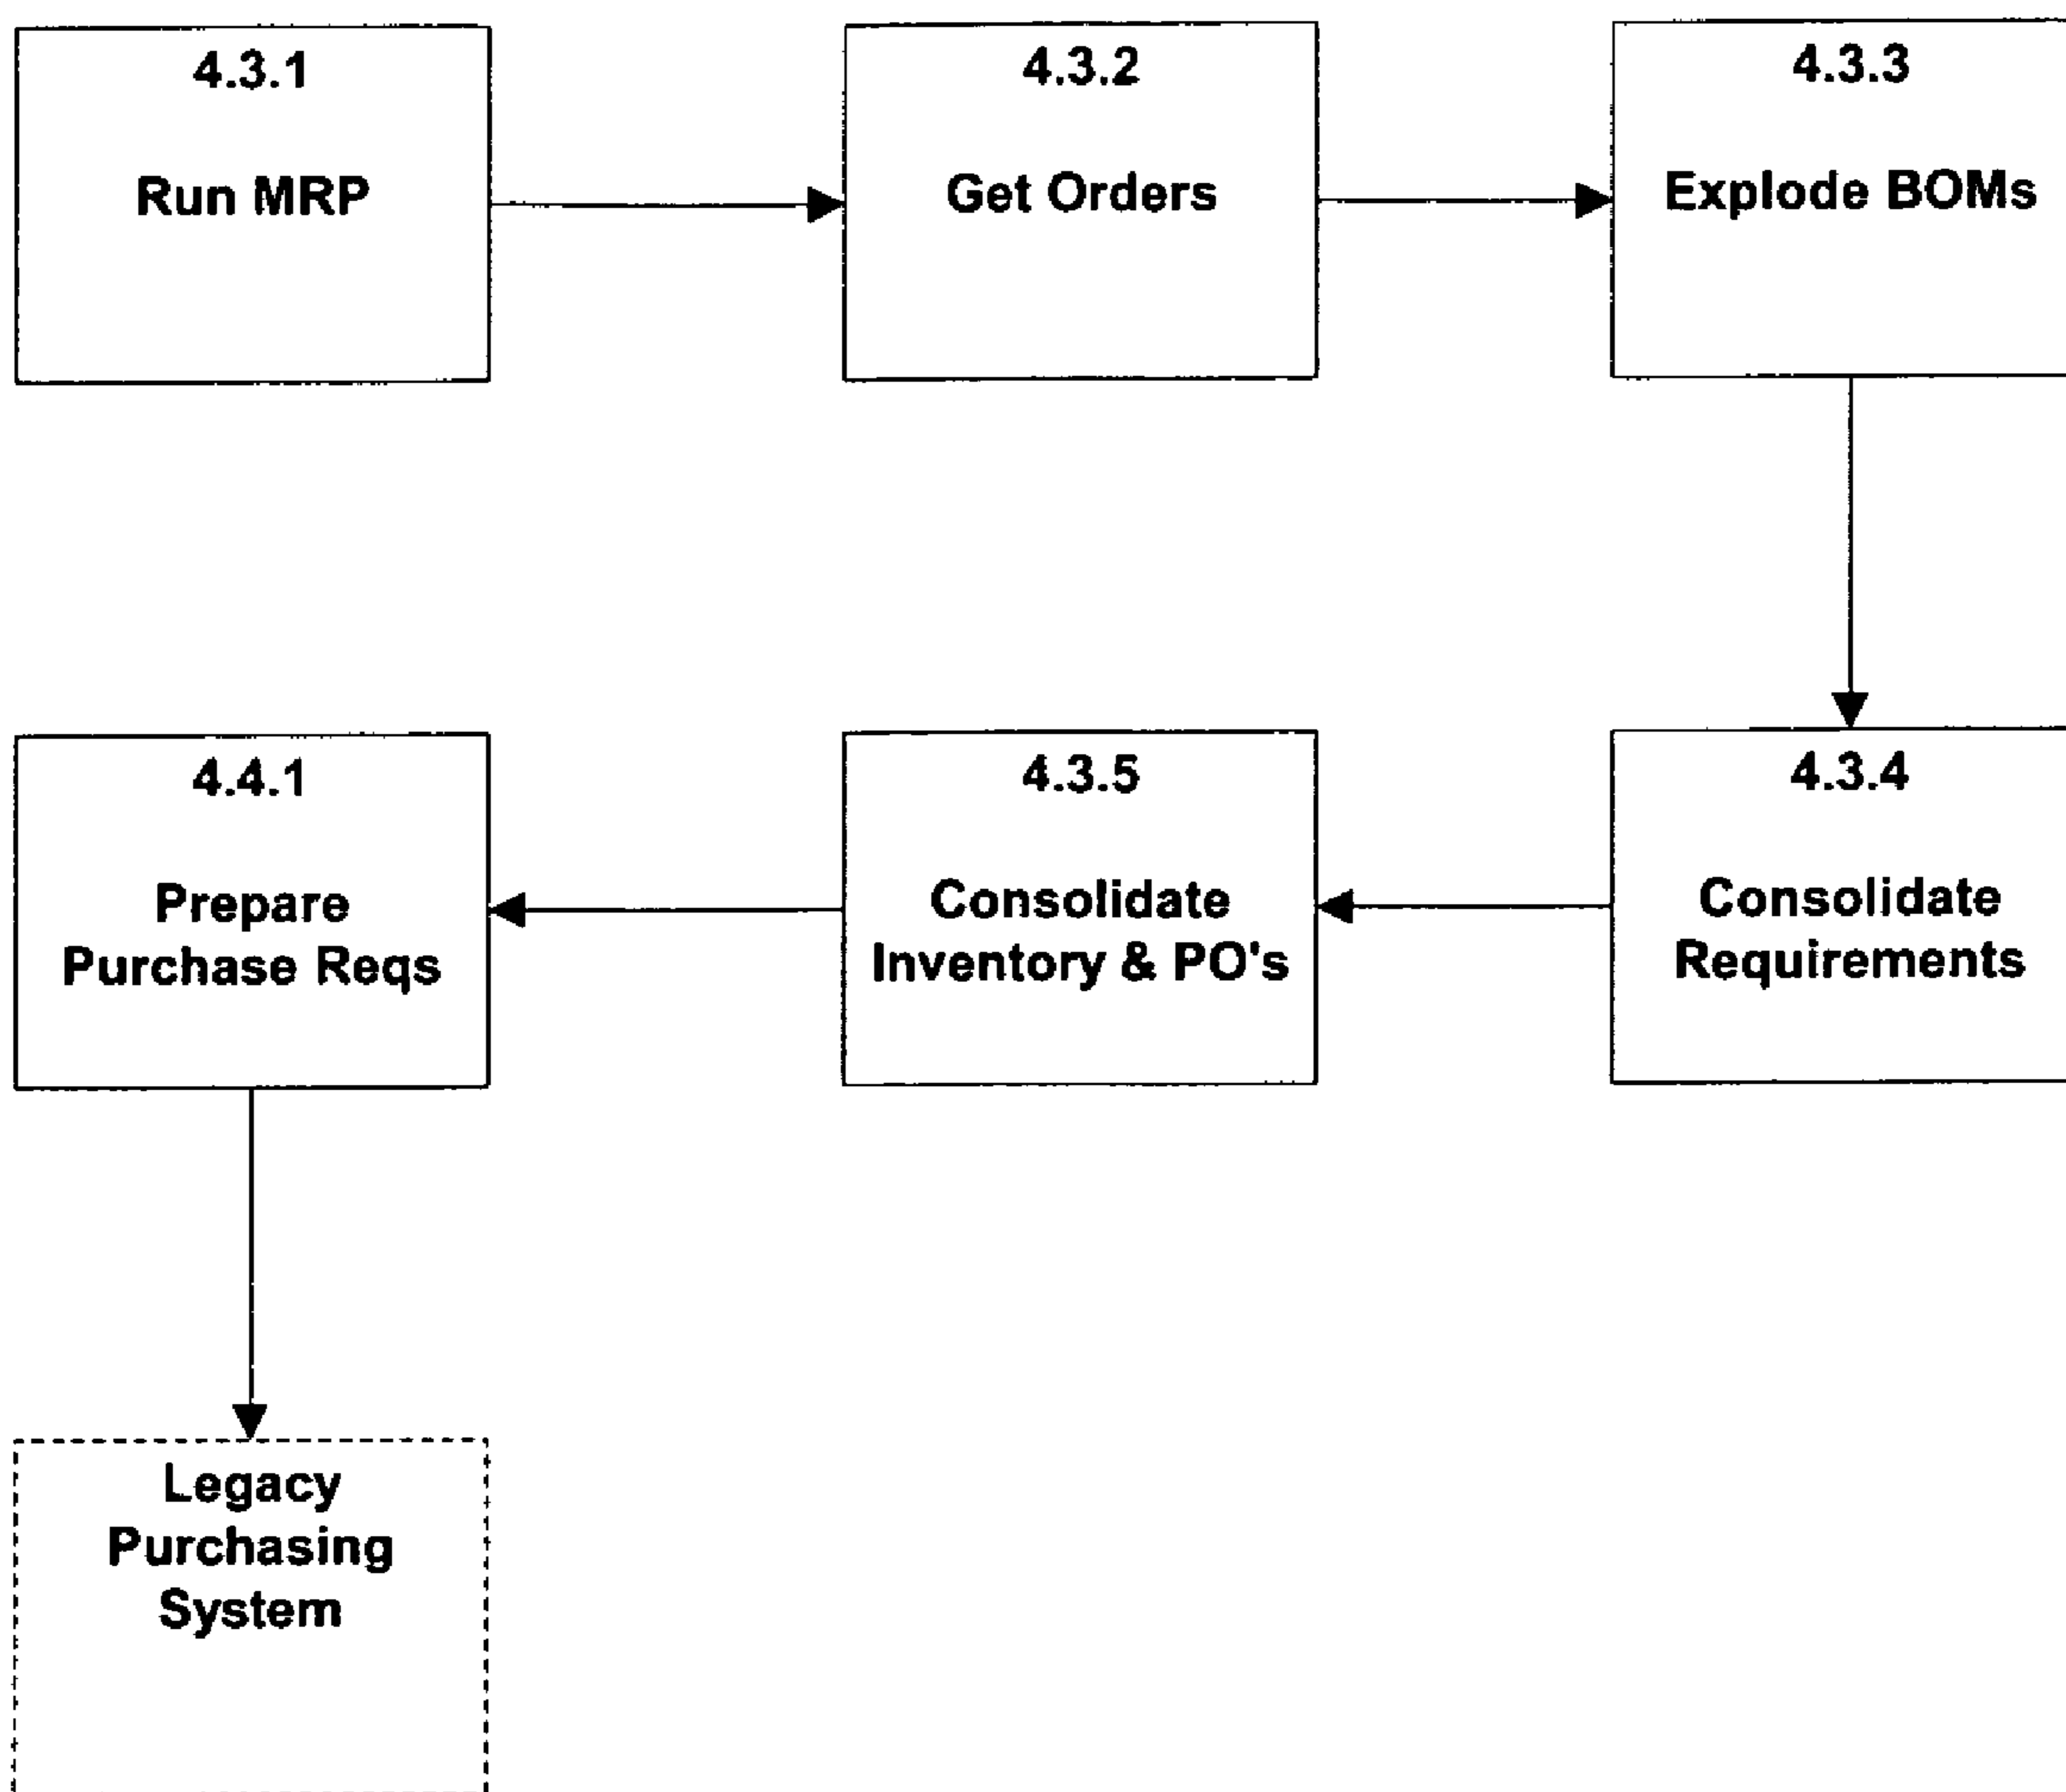 4.3.1
Run MRP
4.3.2
Get Orders
4.3.3
Explode BOMs
4.4.1
Prepare
Purchase Reqs
4.3.5
Consolidate
Inventory & PO's
4.3.4
Consolidate
Requirements
Legacy
Purchasing
System